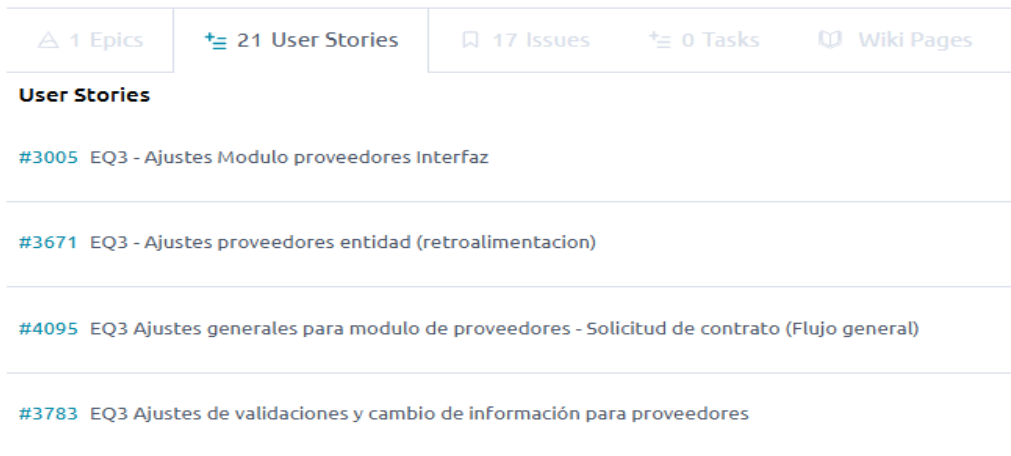 1 Epics 21 User Stories 17 Issues 0 Tasks Wiki Pages
User Stories
#3005 EQ3 - Ajustes Modulo proveedores Interfaz
#3671 EQ3 - Ajustes proveedores entidad (retroalimentacion)
#4095 EQ3 Ajustes generales para modulo de proveedores - Solicitud de contrato (Flujo general)
#3783 EQ3 Ajustes de validaciones y cambio de información para proveedores